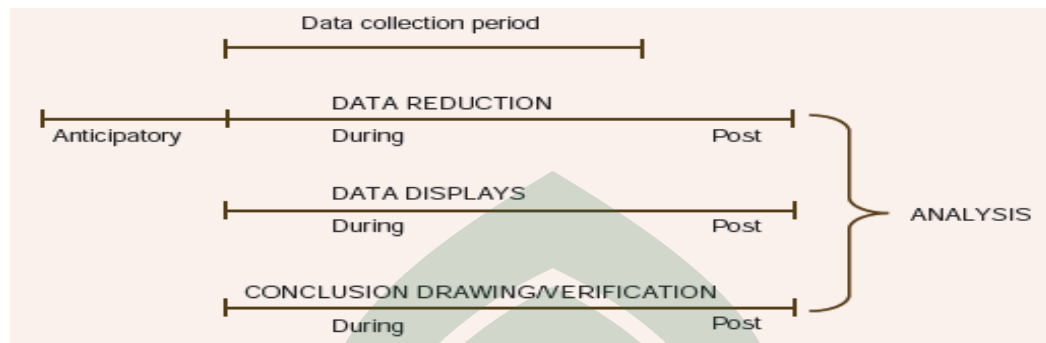 Data collection period
DATA REDUCTION
Anticipatory During Post
DATA DISPLAYS
During Post
ANALYSIS
CONCLUSION DRAWING/VERIFICATION
During Post